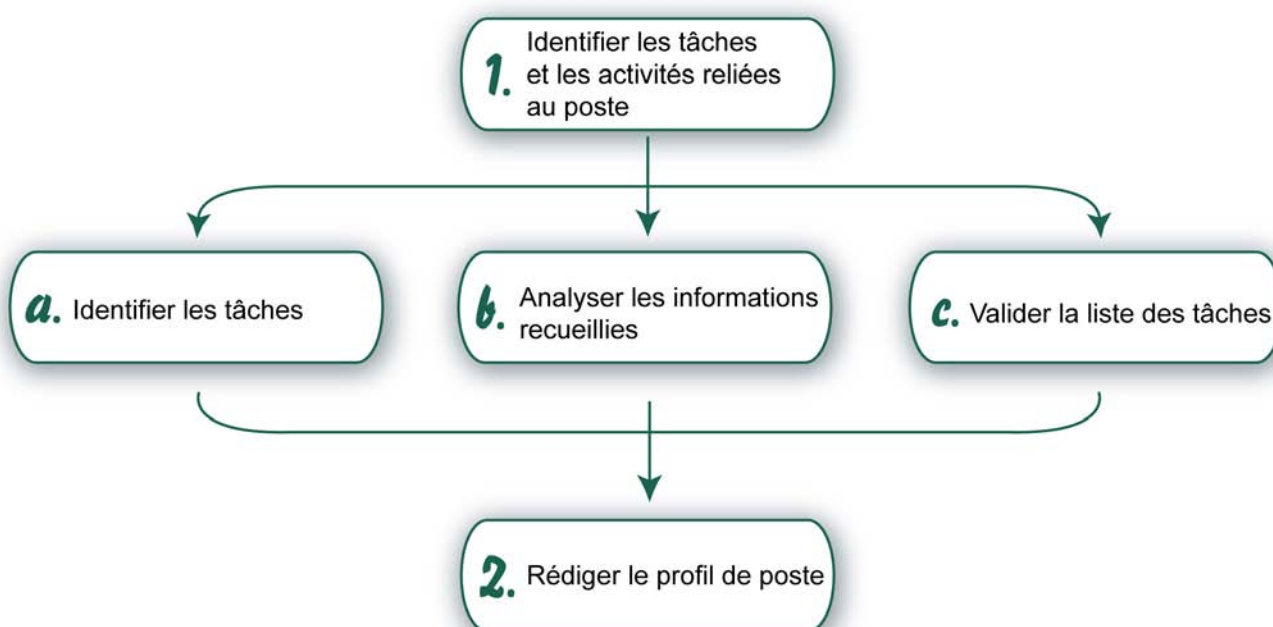 1. Identifier les tâches
et les activités reliées
au poste
a. Identifier les tâches
b. Analyser les informations
recueillies
c. Valider la liste des tâches
2. Rédiger le profil de poste